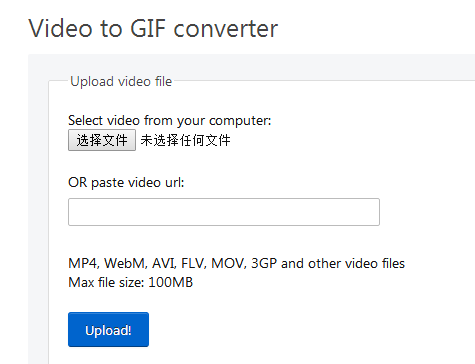 Video to GIF converter
Upload video file
Select video from your computer:
选择文件 未选择任何文件
OR paste video url:
MP4, WebM, AVI, FLV, MOV, 3GP and other video files
Max file size: 100MB
Upload!